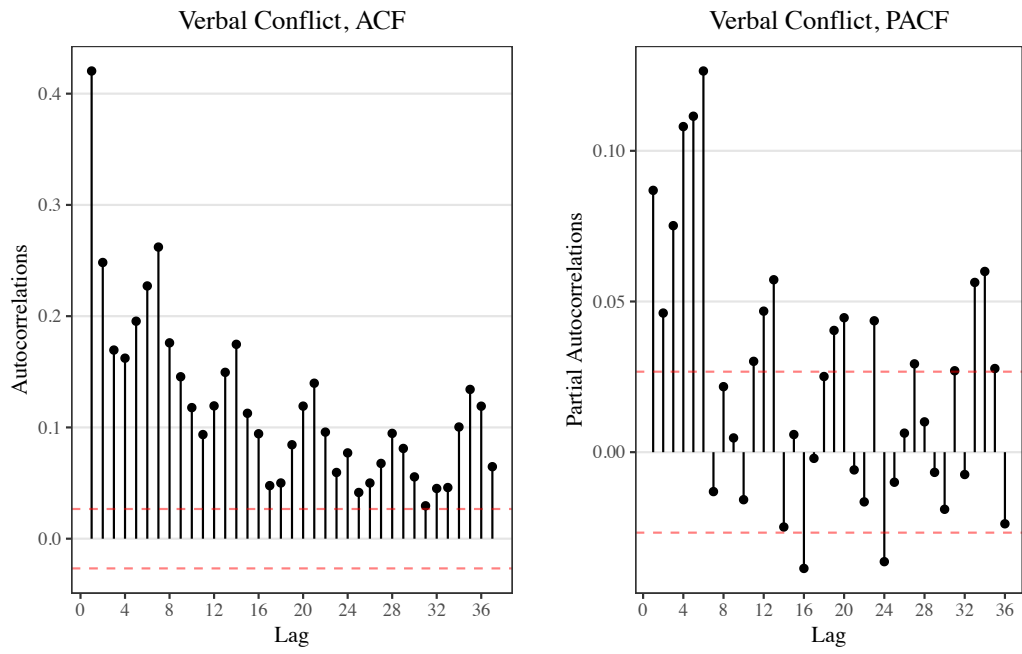 Verbal Conflict, ACF
Autocorrelations
0.4
0.3
0.2
0.1
0.0
0 4 8 12 16 20 24 28 32 36
Lag
Verbal Conflict, PACF
Partial Autocorrelations
0.10
0.05
0.00
0 4 8 12 16 20 24 28 32 36
Lag